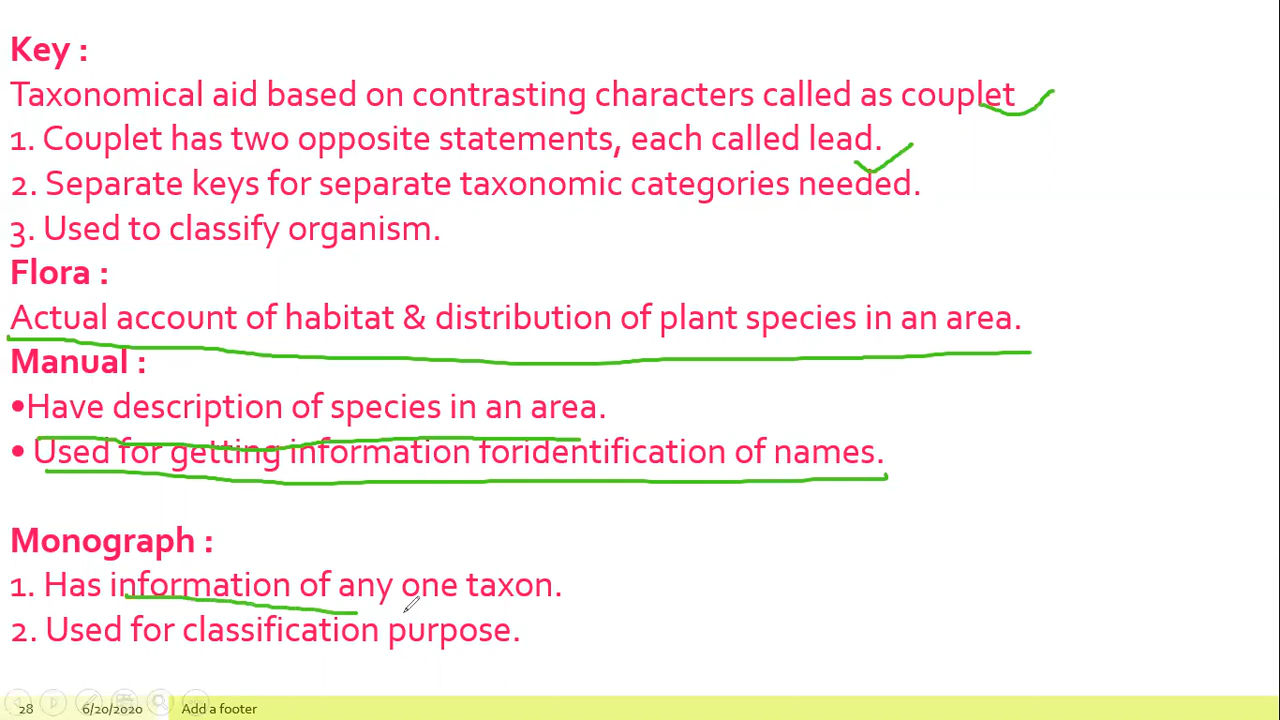 Key :
Taxonomical aid based on contrasting characters called as couplet
1. Couplet has two opposite statements, each called lead.
2. Separate keys for separate taxonomic categories needed.
3. Used to classify organism.
Flora :
Actual account of habitat & distribution of plant species in an area.
Manual :
•Have description of species in an area.
• Used for getting information foridentification of names.
Monograph :
1. Has information of any one taxon.
2. Used for classification purpose.
28 6/20/2020 Add a footer